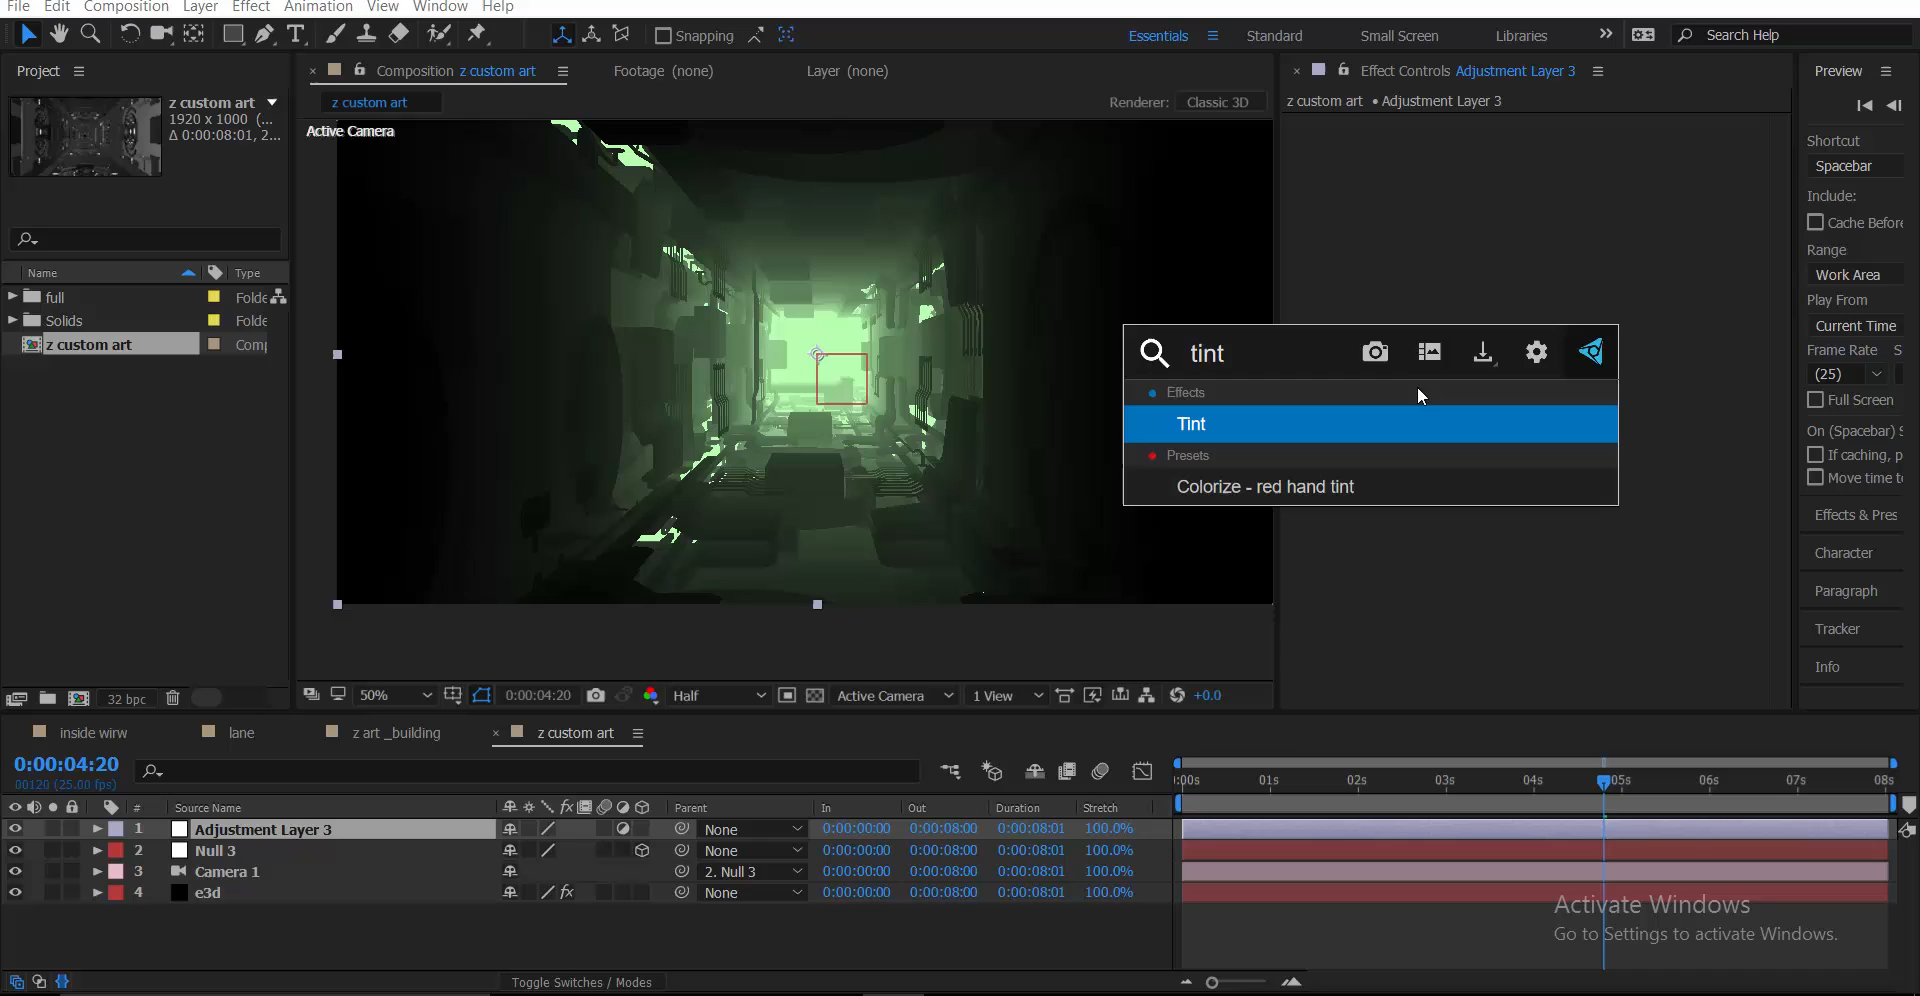 File Edit Composition Layer Effect Animation View Window Help
Snapping
Essentials Standard Small Screen Libraries Search Help
Project
z custom art
1920 x 1000 (...
Δ 0:00:08:01, 2...
Name Type
full Folde
Solids Folde
z custom art Comp
32 bpc
Composition z custom art
Footage (none)
Layer (none)
z custom art
Renderer: Classic 3D
Active Camera
50% 0:00:04:20 Half Active Camera 1 View +0.0
Effect Controls Adjustment Layer 3
z custom art • Adjustment Layer 3
tint
Effects
Tint
Presets
Colorize - red hand tint
Preview
Shortcut
Spacebar
Include:
Cache Before
Range
Work Area
Play From
Current Time
Frame Rate S
(25)
Full Screen
On (Spacebar) S
If caching, p
Move time t
Effects & Pres
Character
Paragraph
Tracker
Info
inside wirw lane z art _building z custom art
0:00:04:20
00120 (25.00 fps)
:00s 01s 02s 03s 04s 05s 06s 07s 08s
# Source Name fx Parent In Out Duration Stretch
1 Adjustment Layer 3 None 0:00:00:00 0:00:08:00 0:00:08:01 100.0%
2 Null 3 None 0:00:00:00 0:00:08:00 0:00:08:01 100.0%
3 Camera 1 2. Null 3 0:00:00:00 0:00:08:00 0:00:08:01 100.0%
4 e3d fx None 0:00:00:00 0:00:08:00 0:00:08:01 100.0%
Activate Windows
Go to Settings to activate Windows.
Toggle Switches / Modes